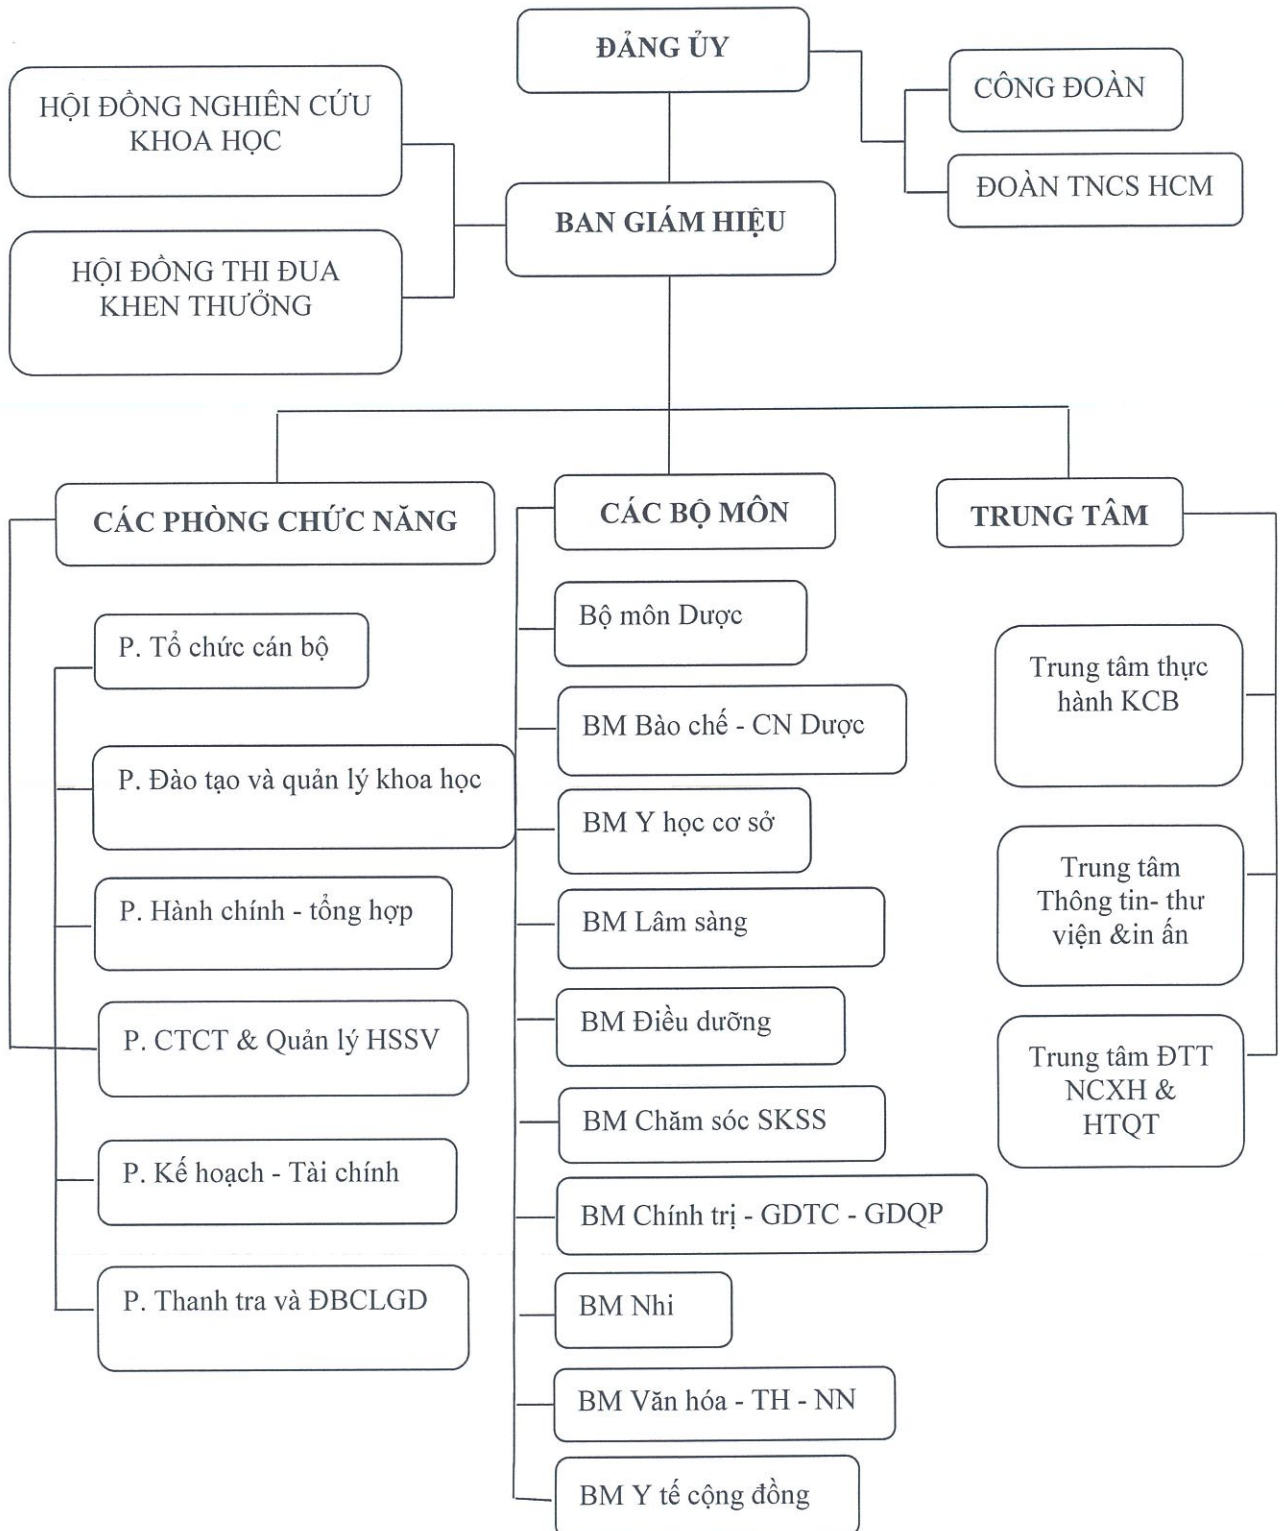 ĐẢNG ỦY
CÔNG ĐOÀN
ĐOÀN TNCS HCM
HỘI ĐỒNG NGHIÊN CỨU
KHOA HỌC
BAN GIÁM HIỆU
HỘI ĐỒNG THI ĐUA
KHEN THƯỞNG
CÁC PHÒNG CHỨC NĂNG
P. Tổ chức cán bộ
P. Đào tạo và quản lý khoa học
P. Hành chính - tổng hợp
P. CTCT & Quản lý HSSV
P. Kế hoạch - Tài chính
P. Thanh tra và ĐBCLGD
CÁC BỘ MÔN
Bộ môn Dược
BM Bào chế - CN Dược
BM Y học cơ sở
BM Lâm sàng
BM Điều dưỡng
BM Chăm sóc SKSS
BM Chính trị - GDTC - GDQP
BM Nhi
BM Văn hóa - TH - NN
BM Y tế cộng đồng
TRUNG TÂM
Trung tâm thực
hành KCB
Trung tâm
Thông tin- thư
viện &in ấn
Trung tâm ĐTT
NCXH &
HTQT